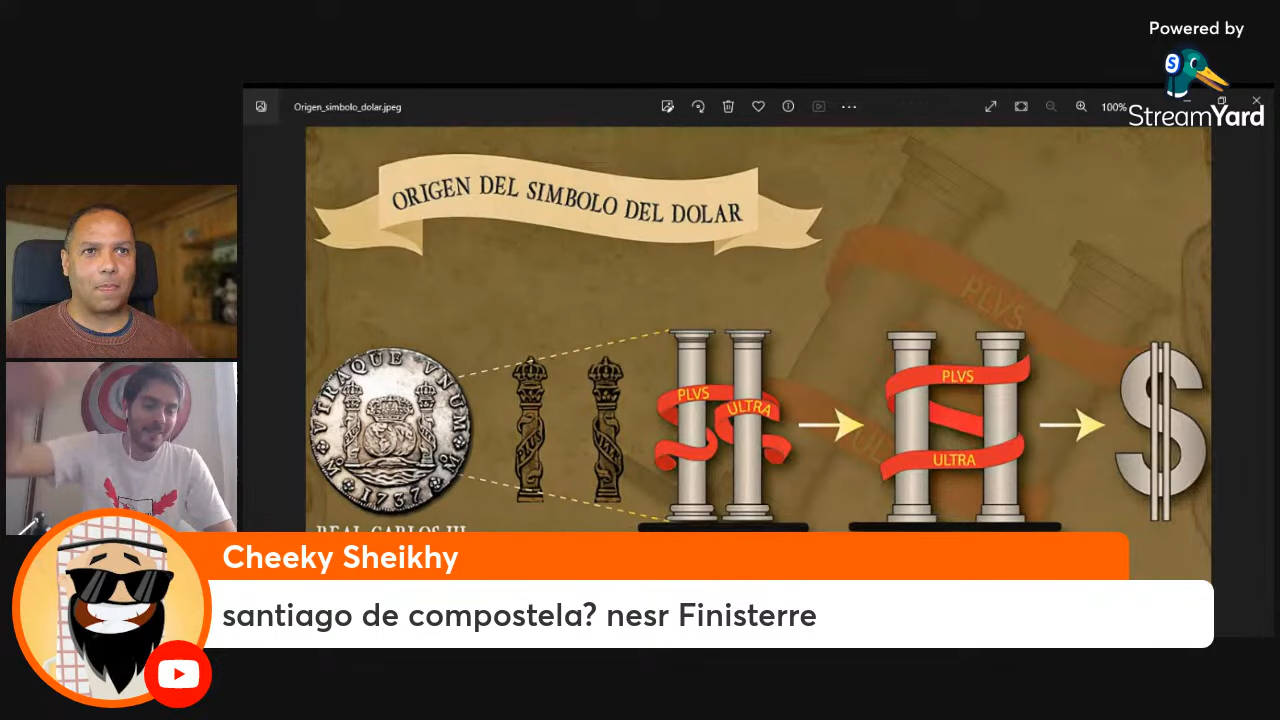 Powered by
StreamYard
Origen_simbolo_dolar.jpeg
100%
ORIGEN DEL SIMBOLO DEL DOLAR
VTRAQUE VNUM
1737
PLVS
ULTRA
PLVS
ULTRA
PLVS
REAL CARLOS III
Cheeky Sheikhy
santiago de compostela? nesr Finisterre